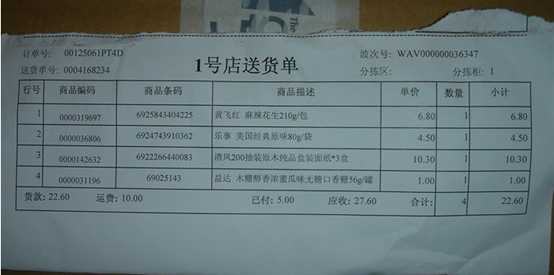 The
订单号: 00125061PT4D
波次号: WAV000000036347
送货单号: 0004168234
1号店送货单
分拣区:
分拣柜: 1
行号 商品编码 商品条码 商品描述 单价 数量 小计
1 0000319697 6925843404225 黄飞红 麻辣花生210g/包 6.80 1 6.80
2 0000036806 6924743910362 乐事 美国经典原味80g/袋 4.50 1 4.50
3 0000142632 6922266440083 清风200抽装原木纯品盒装面纸*3盒 10.30 1 10.30
4 0000031196 69025143 益达 木糖醇香浓蜜瓜味无糖口香糖56g/罐 1.00 1 1.00
货款: 22.60 运费: 10.00 已付: 5.00 应收: 27.60 合计: 4 22.60